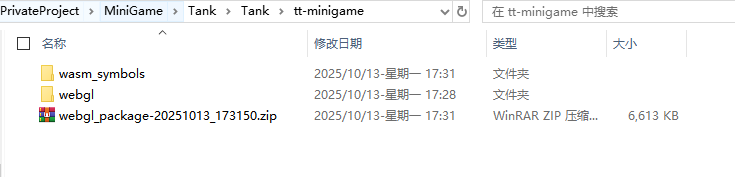 PrivateProject > MiniGame > Tank > Tank > tt-minigame
在 tt-minigame 中搜索
名称 修改日期 类型 大小
wasm_symbols 2025/10/13-星期一 17:31 文件夹
webgl 2025/10/13-星期一 17:28 文件夹
webgl_package-20251013_173150.zip 2025/10/13-星期一 17:31 WinRAR ZIP 压缩... 6,613 KB